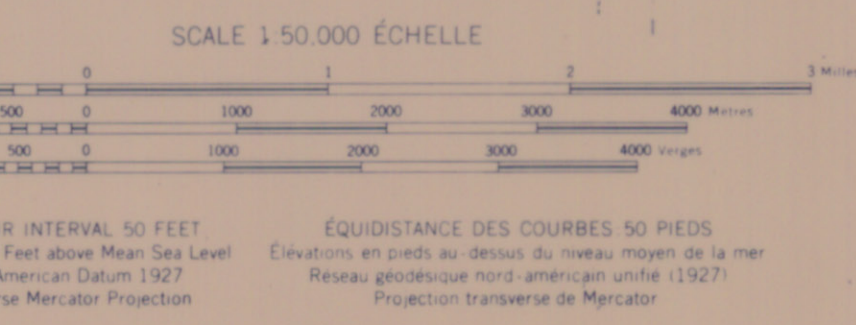 SCALE 1:50,000 ÉCHELLE
0 1 2 3 Milles
500 0 1000 2000 3000 4000 Metres
500 0 1000 2000 3000 4000 Verges
R INTERVAL 50 FEET ÉQUIDISTANCE DES COURBES 50 PIEDS
Feet above Mean Sea Level Élévations en pieds au-dessus du niveau moyen de la mer
American Datum 1927 Réseau géodésique nord-américain unifié (1927)
se Mercator Projection Projection transverse de Mercator